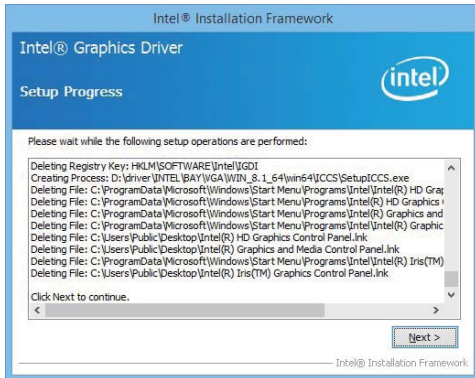 Intel® Installation Framework
Intel® Graphics Driver
Setup Progress
intel
Please wait while the following setup operations are performed:
Deleting Registry Key: HKLM\SOFTWARE\Intel\IGDI
Creating Process: D:\driver\INTEL\BAY\VGA\WIN_8.1_64\win64\ICCS\SetupICCS.exe
Deleting File: C:\ProgramData\Microsoft\Windows\Start Menu\Programs\Intel\Intel(R) HD Grap
Deleting File: C:\ProgramData\Microsoft\Windows\Start Menu\Programs\Intel\Intel(R) HD Graphics
Deleting File: C:\ProgramData\Microsoft\Windows\Start Menu\Programs\Intel\Intel(R) Graphics and
Deleting File: C:\ProgramData\Microsoft\Windows\Start Menu\Programs\Intel\Intel(R) Graphic
Deleting File: C:\Users\Public\Desktop\Intel(R) HD Graphics Control Panel.lnk
Deleting File: C:\Users\Public\Desktop\Intel(R) Graphics and Media Control Panel.lnk
Deleting File: C:\ProgramData\Microsoft\Windows\Start Menu\Programs\Intel\Intel(R) Iris(TM)
Deleting File: C:\Users\Public\Desktop\Intel(R) Iris(TM) Graphics Control Panel.lnk
Click Next to continue.
Next >
Intel® Installation Framework